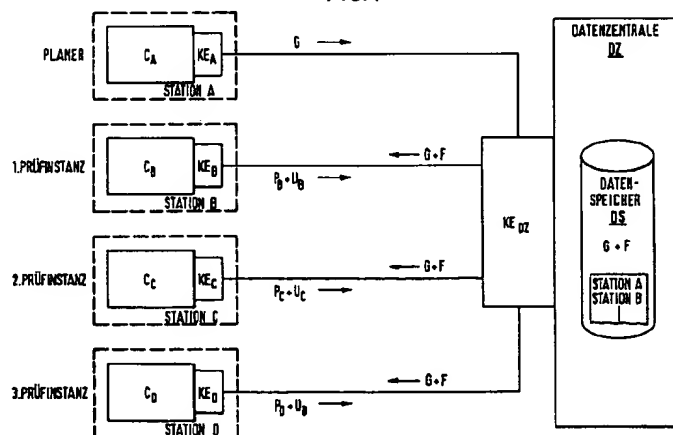 PLANER
C_A
KE_A
STATION A
G
DATENZENTRALE
DZ
1.PRÜFINSTANZ
C_B
KE_B
STATION B
G+F
P_B+U_B
KE_DZ
DATEN-
SPEICHER
DS
G+F
STATION A
STATION B
2.PRÜFINSTANZ
C_C
KE_C
STATION C
G+F
P_C+U_C
3.PRÜFINSTANZ
C_D
KE_D
STATION D
G+F
P_D+U_B